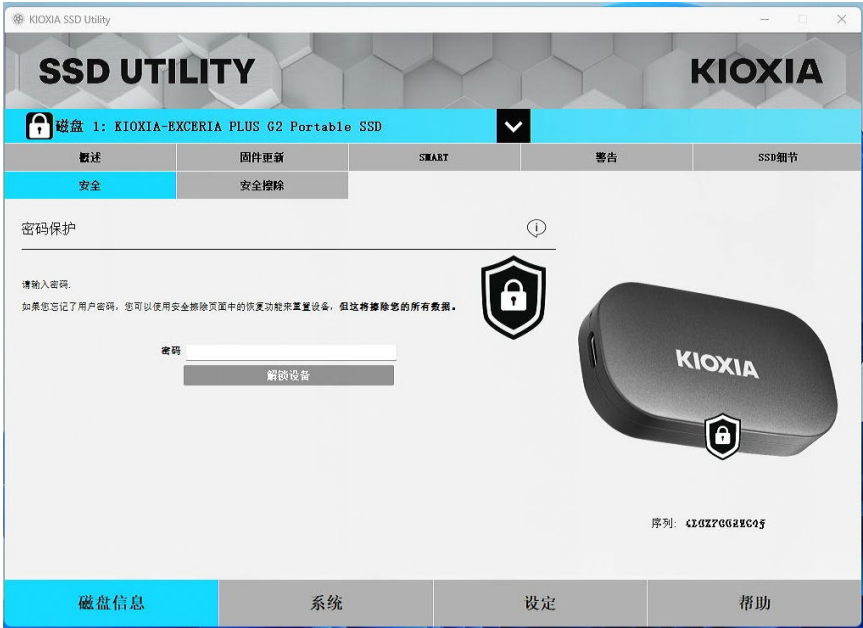 KIOXIA SSD Utility
SSD UTILITY
KIOXIA
磁盘 1: KIOXIA-EXCERIA PLUS G2 Portable SSD
概述
固件更新
SMART
警告
SSD细节
安全
安全擦除
密码保护
请输入密码.
如果您忘记了用户密码，您可以使用安全擦除页面中的恢复功能来重置设备，但这将擦除您的所有数据。
密码
解锁设备
KIOXIA
序列:
磁盘信息
系统
设定
帮助